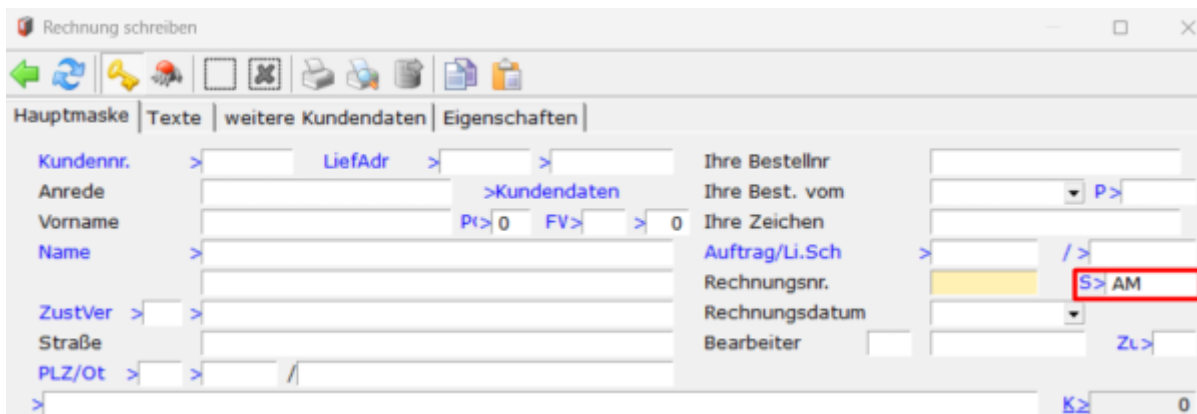 Rechnung schreiben
Hauptmaske Texte weitere Kundendaten Eigenschaften
Kundennr. > LiefAdr > > Ihre Bestellnr
Anrede >Kundendaten Ihre Best. vom P>
Vorname P(> 0 FV> > 0 Ihre Zeichen
Name > Auftrag/Li.Sch > / >
Rechnungsnr. S> AM
ZustVer > > Rechnungsdatum
Straße Bearbeiter Zu>
PLZ/Ot > > /
> K> 0